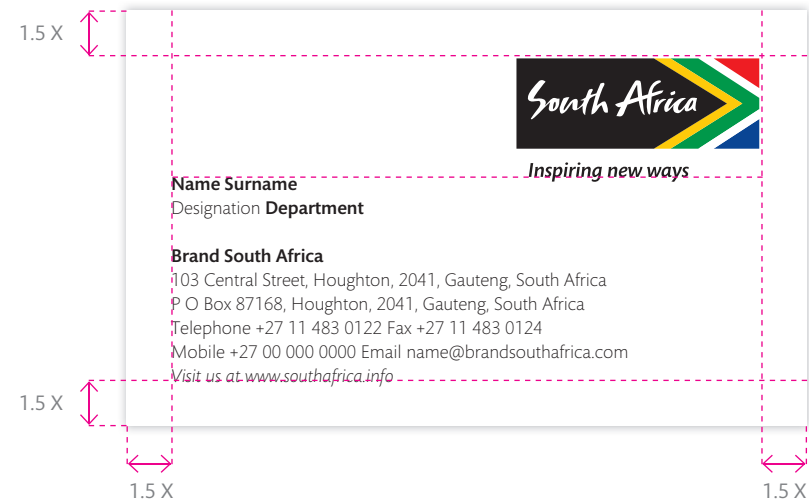 1.5 X
South Africa
Inspiring new ways
Name Surname
Designation Department
Brand South Africa
103 Central Street, Houghton, 2041, Gauteng, South Africa
P O Box 87168, Houghton, 2041, Gauteng, South Africa
Telephone +27 11 483 0122 Fax +27 11 483 0124
Mobile +27 00 000 0000 Email name@brandsouthafrica.com
Visit us at www.southafrica.info
1.5 X
1.5 X
1.5 X